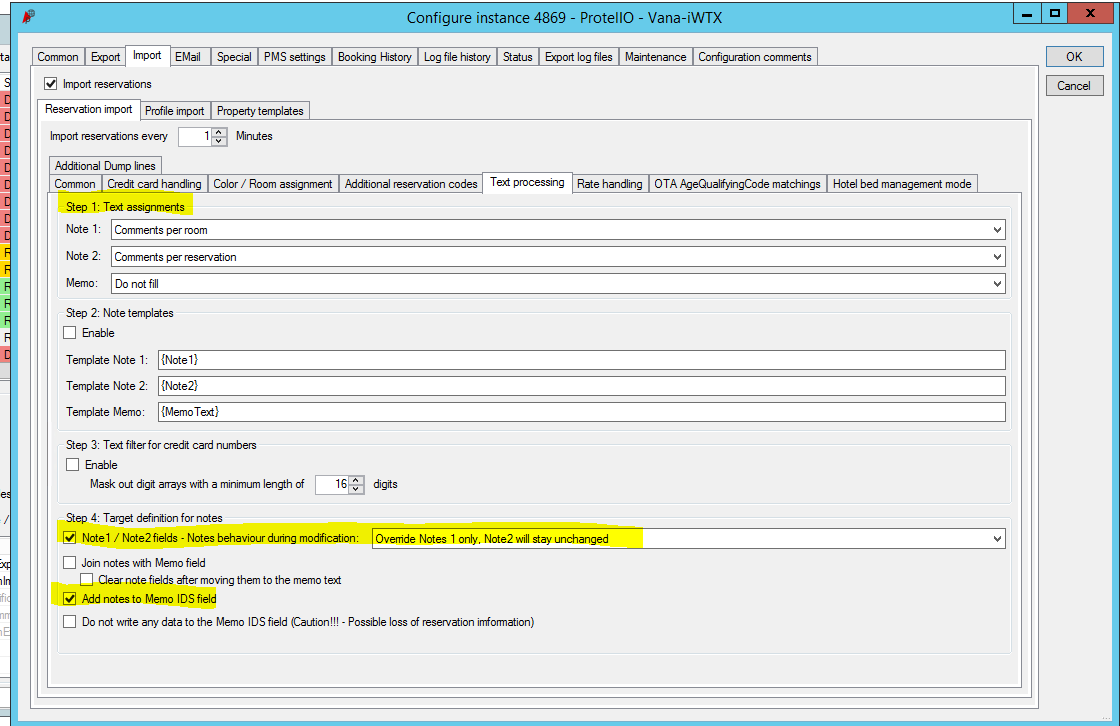 Configure instance 4869 - ProtelIO - Vana-iWTX
Common Export Import EMail Special PMS settings Booking History Log file history Status Export log files Maintenance Configuration comments
OK
Cancel
Import reservations
Reservation import Profile import Property templates
Import reservations every 1 Minutes
Additional Dump lines
Common Credit card handling Color / Room assignment Additional reservation codes Text processing Rate handling OTA AgeQualifyingCode matchings Hotel bed management mode
Step 1: Text assignments
Note 1: Comments per room
Note 2: Comments per reservation
Memo: Do not fill
Step 2: Note templates
Enable
Template Note 1: {Note1}
Template Note 2: {Note2}
Template Memo: {MemoText}
Step 3: Text filter for credit card numbers
Enable
Mask out digit arrays with a minimum length of 16 digits
Step 4: Target definition for notes
Note1 / Note2 fields - Notes behaviour during modification: Override Notes 1 only, Note2 will stay unchanged
Join notes with Memo field
Clear note fields after moving them to the memo text
Add notes to Memo IDS field
Do not write any data to the Memo IDS field (Caution!!! - Possible loss of reservation imformation)